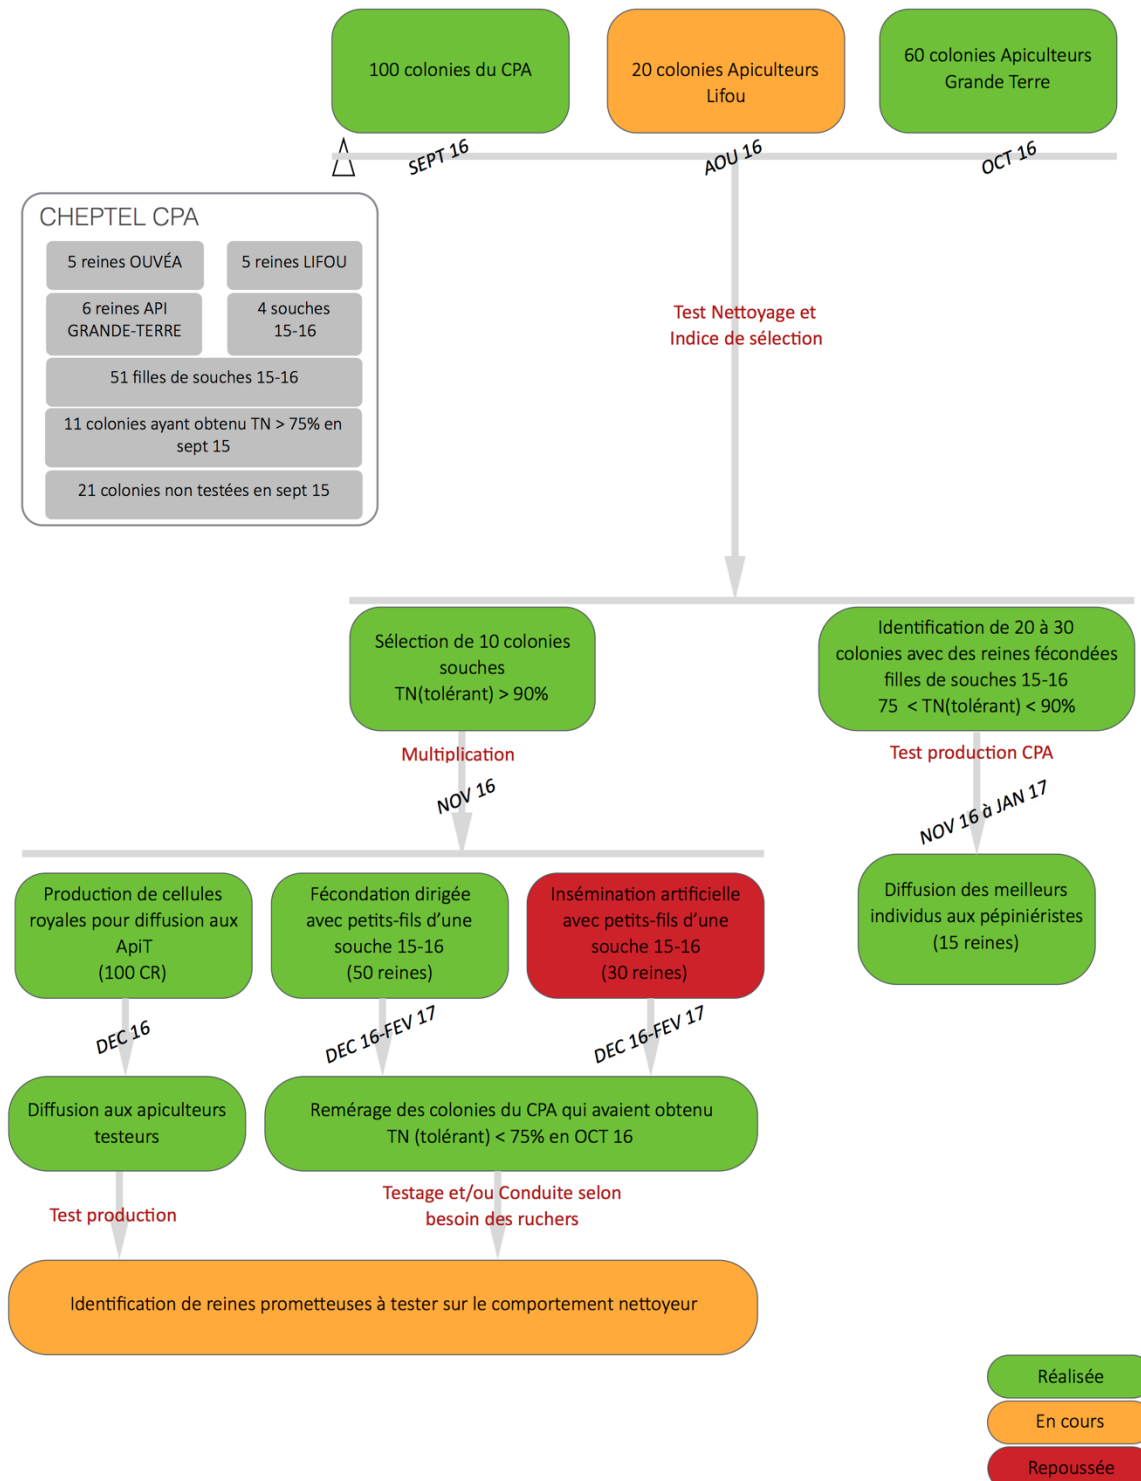 100 colonies du CPA
20 colonies Apiculteurs
Lifou
60 colonies Apiculteurs
Grande Terre
SEPT 16
AOU 16
OCT 16
CHEPTEL CPA
5 reines OUVÉA
5 reines LIFOU
6 reines API
GRANDE-TERRE
4 souches
15-16
51 filles de souches 15-16
11 colonies ayant obtenu TN > 75% en
sept 15
21 colonies non testées en sept 15
Test Nettoyage et
Indice de sélection
Sélection de 10 colonies
souches
TN(tolérant) > 90%
Identification de 20 à 30
colonies avec des reines fécondées
filles de souches 15-16
75 < TN(tolérant) < 90%
Multiplication
NOV 16
Test production CPA
NOV 16 à JAN 17
Production de cellules
royales pour diffusion aux
ApiT
(100 CR)
Fécondation dirigée
avec petits-fils d’une
souche 15-16
(50 reines)
Insémination artificielle
avec petits-fils d’une
souche 15-16
(30 reines)
Diffusion des meilleurs
individus aux pépiniéristes
(15 reines)
DEC 16
DEC 16-FEV 17
DEC 16-FEV 17
Diffusion aux apiculteurs
testeurs
Remérage des colonies du CPA qui avaient obtenu
TN (tolérant) < 75% en OCT 16
Test production
Testage et/ou Conduite selon
besoin des ruchers
Identification de reines prometteuses à tester sur le comportement nettoyeur
Réalisée
En cours
Repoussée